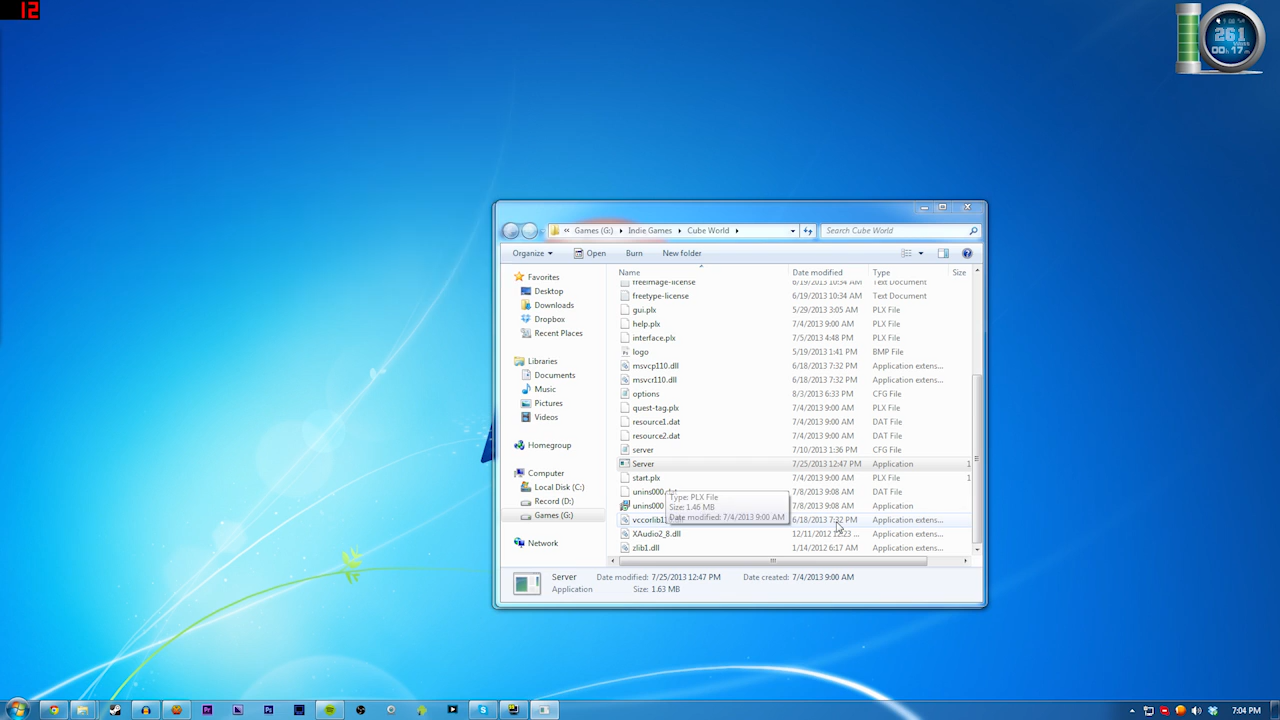 12
261
00h 17m
Games (G:) Indie Games Cube World Search Cube World
Organize Open Burn New folder
Name Date modified Type Size
Favorites
Desktop
Downloads
Dropbox
Recent Places
Libraries
Documents
Music
Pictures
Videos
Homegroup
Computer
Local Disk (C:)
Record (D:)
Games (G:)
Network
freeimage-license 6/19/2013 10:34 AM Text Document
freetype-license 6/19/2013 10:34 AM Text Document
gui.plx 5/29/2013 3:05 AM PLX File
help.plx 7/4/2013 9:00 AM PLX File
interface.plx 7/5/2013 4:48 PM PLX File
logo 5/19/2013 1:41 PM BMP File
msvcp110.dll 6/18/2013 7:32 PM Application extens...
msvcr110.dll 6/18/2013 7:32 PM Application extens...
options 8/3/2013 6:33 PM CFG File
quest-tag.plx 7/4/2013 9:00 AM PLX File
resource1.dat 7/4/2013 9:00 AM DAT File
resource2.dat 7/4/2013 9:00 AM DAT File
server 7/10/2013 1:36 PM CFG File
Server 7/25/2013 12:47 PM Application 1
start.plx 7/4/2013 9:00 AM PLX File 1
7/8/2013 9:08 AM DAT File
unins000 7/8/2013 9:08 AM Application
6/18/2013 7:32 PM Application extens...
XAudio2_8.dll 12/11/2012 12:23 ... Application extens...
zlib1.dll 1/14/2012 6:17 AM Application extens...
Type: PLX File
Size: 1.46 MB
Date modified: 7/4/2013 9:00 AM
Server Date modified: 7/25/2013 12:47 PM Date created: 7/4/2013 9:00 AM
Application Size: 1.63 MB
7:04 PM